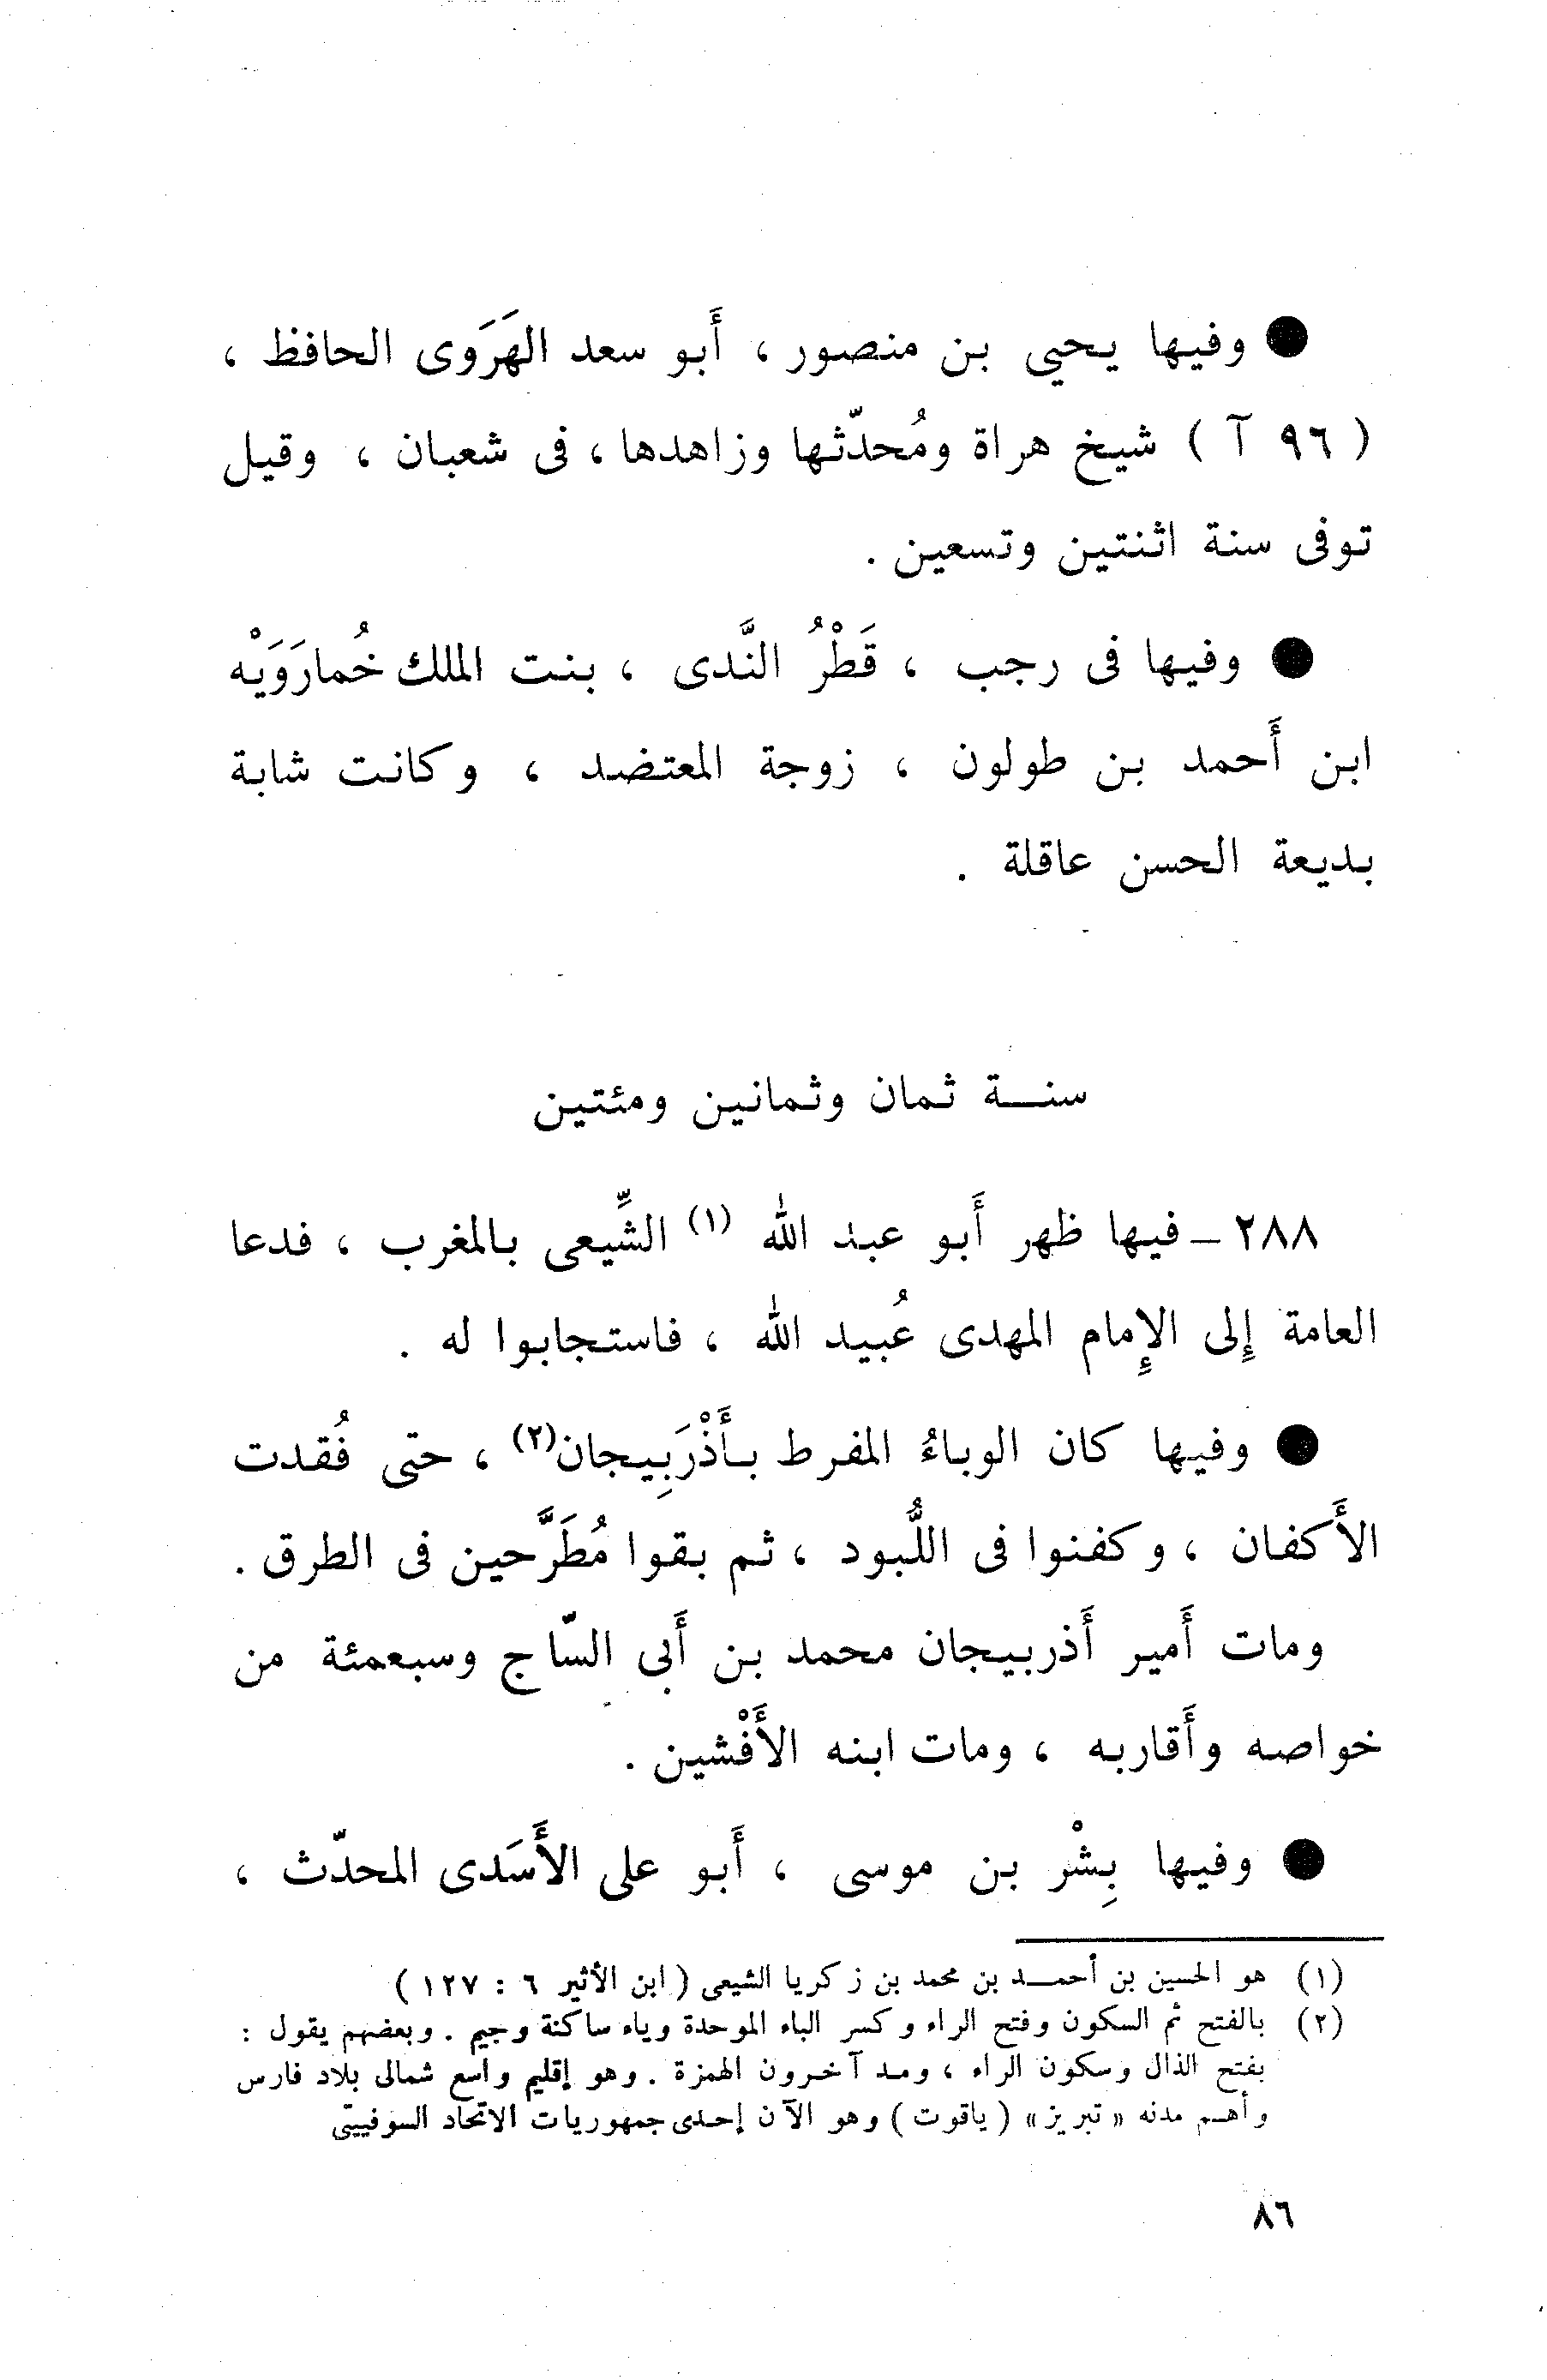 ● وفيها يحيي بن منصور ، أَبو سعد الهَرَوى الحافظ ،
( ٩٦ آ ) شيخ هراة ومُحدّثها وزاهدها ، فى شعبان ، وقيل
توفى سنة اثنتين وتسعين .
● وفيها فى رجب ، قَطْرُ النَّدى ، بنت الملك خُمارَوَيْه
ابن أَحمد بن طولون ، زوجة المعتضد ، وكانت شابة
بديعة الحسن عاقلة .
سنة ثمان وثمانين ومئتين
٢٨٨ – فيها ظهر أَبو عبد الله (١) الشِّيعى بالمغرب ، فدعا
العامة إِلى الإِمام المهدى عُبيد الله ، فاستجابوا له .
● وفيها كان الوباءُ المفرط بأَذْرَبِيجان(٢) ، حتى فُقدت
الأَكفان ، وكفنوا فى اللُّبود ، ثم بقوا مُطَرَّحين فى الطرق .
ومات أَمير أَذربيجان محمد بن أَبى السّاج وسبعمئة من
خواصه وأَقاربه ، ومات ابنه الأَفْشين .
● وفيها بِشْر بن موسى ، أَبو على الأَسَدى المحدّث ،
(١) هو الحسين بن أحمد بن محمد بن زكريا الشيعى ( ابن الأثير ٦ : ١٢٧ )
(٢) بالفتح ثم السكون وفتح الراء وكسر الباء الموحدة وياء ساكنة وجيم . وبعضهم يقول :
بفتح الذال وسكون الراء ، ومد آخرون الهمزة . وهو إقليم واسع شمالى بلاد فارس
وأهم مدنه « تبريز » ( ياقوت ) وهو الآن إحدى جمهوريات الاتحاد السوفييتى
٨٦